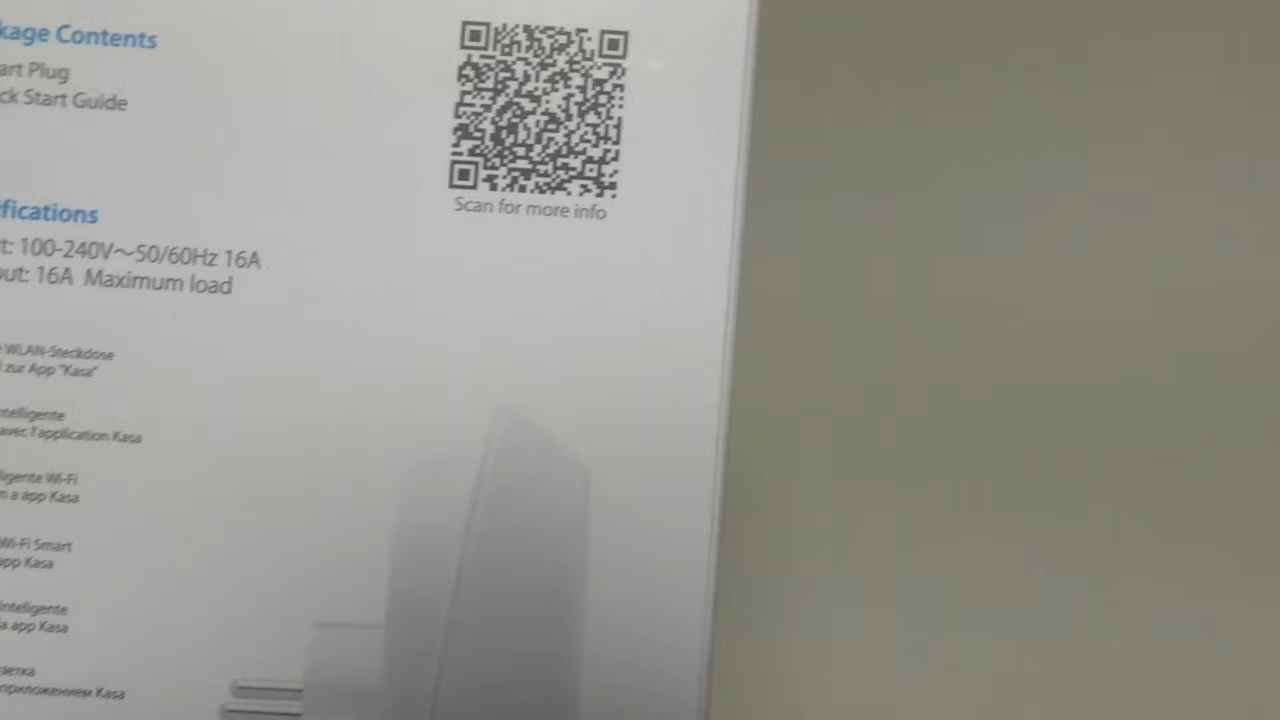 kage Contents
art Plug
ck Start Guide
Scan for more info
ifications
t: 100-240V～50/60Hz 16A
out: 16A Maximum load
e WLAN-Steckdose
l zur App "Kasa"
ntelligente
avec l'application Kasa
ligente Wi-Fi
m a app Kasa
Wi-Fi Smart
app Kasa
Inteligente
a app Kasa
зетка
приложением Kasa